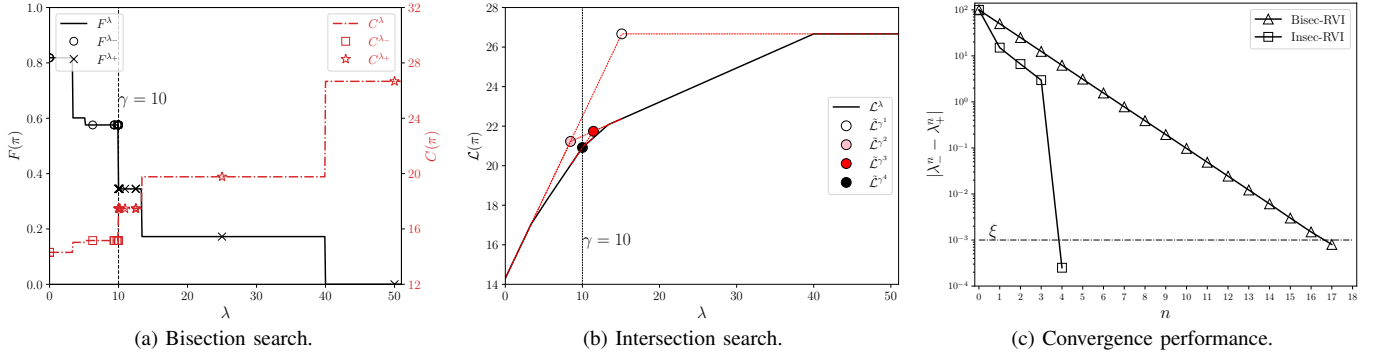 1.0
0.8
0.6
0.4
0.2
0.0
F(π)
F^λ
F^{λ−}
F^{λ+}
C^λ
C^{λ−}
C^{λ+}
γ = 10
32
28
24
20
16
12
C(π)
0 10 20 30 40 50
λ
(a) Bisection search.
28
26
24
22
20
18
16
14
ℒ(π)
ℒ^λ
ℒ̃^{γ^1}
ℒ̃^{γ^2}
ℒ̃^{γ^3}
ℒ̃^{γ^4}
γ = 10
0 10 20 30 40 50
λ
(b) Intersection search.
10^2
10^1
10^0
10^{−1}
10^{−2}
10^{−3}
10^{−4}
|λ_−^n − λ_+^n|
Bisec-RVI
Insec-RVI
ξ
0 1 2 3 4 5 6 7 8 9 10 11 12 13 14 15 16 17 18
n
(c) Convergence performance.